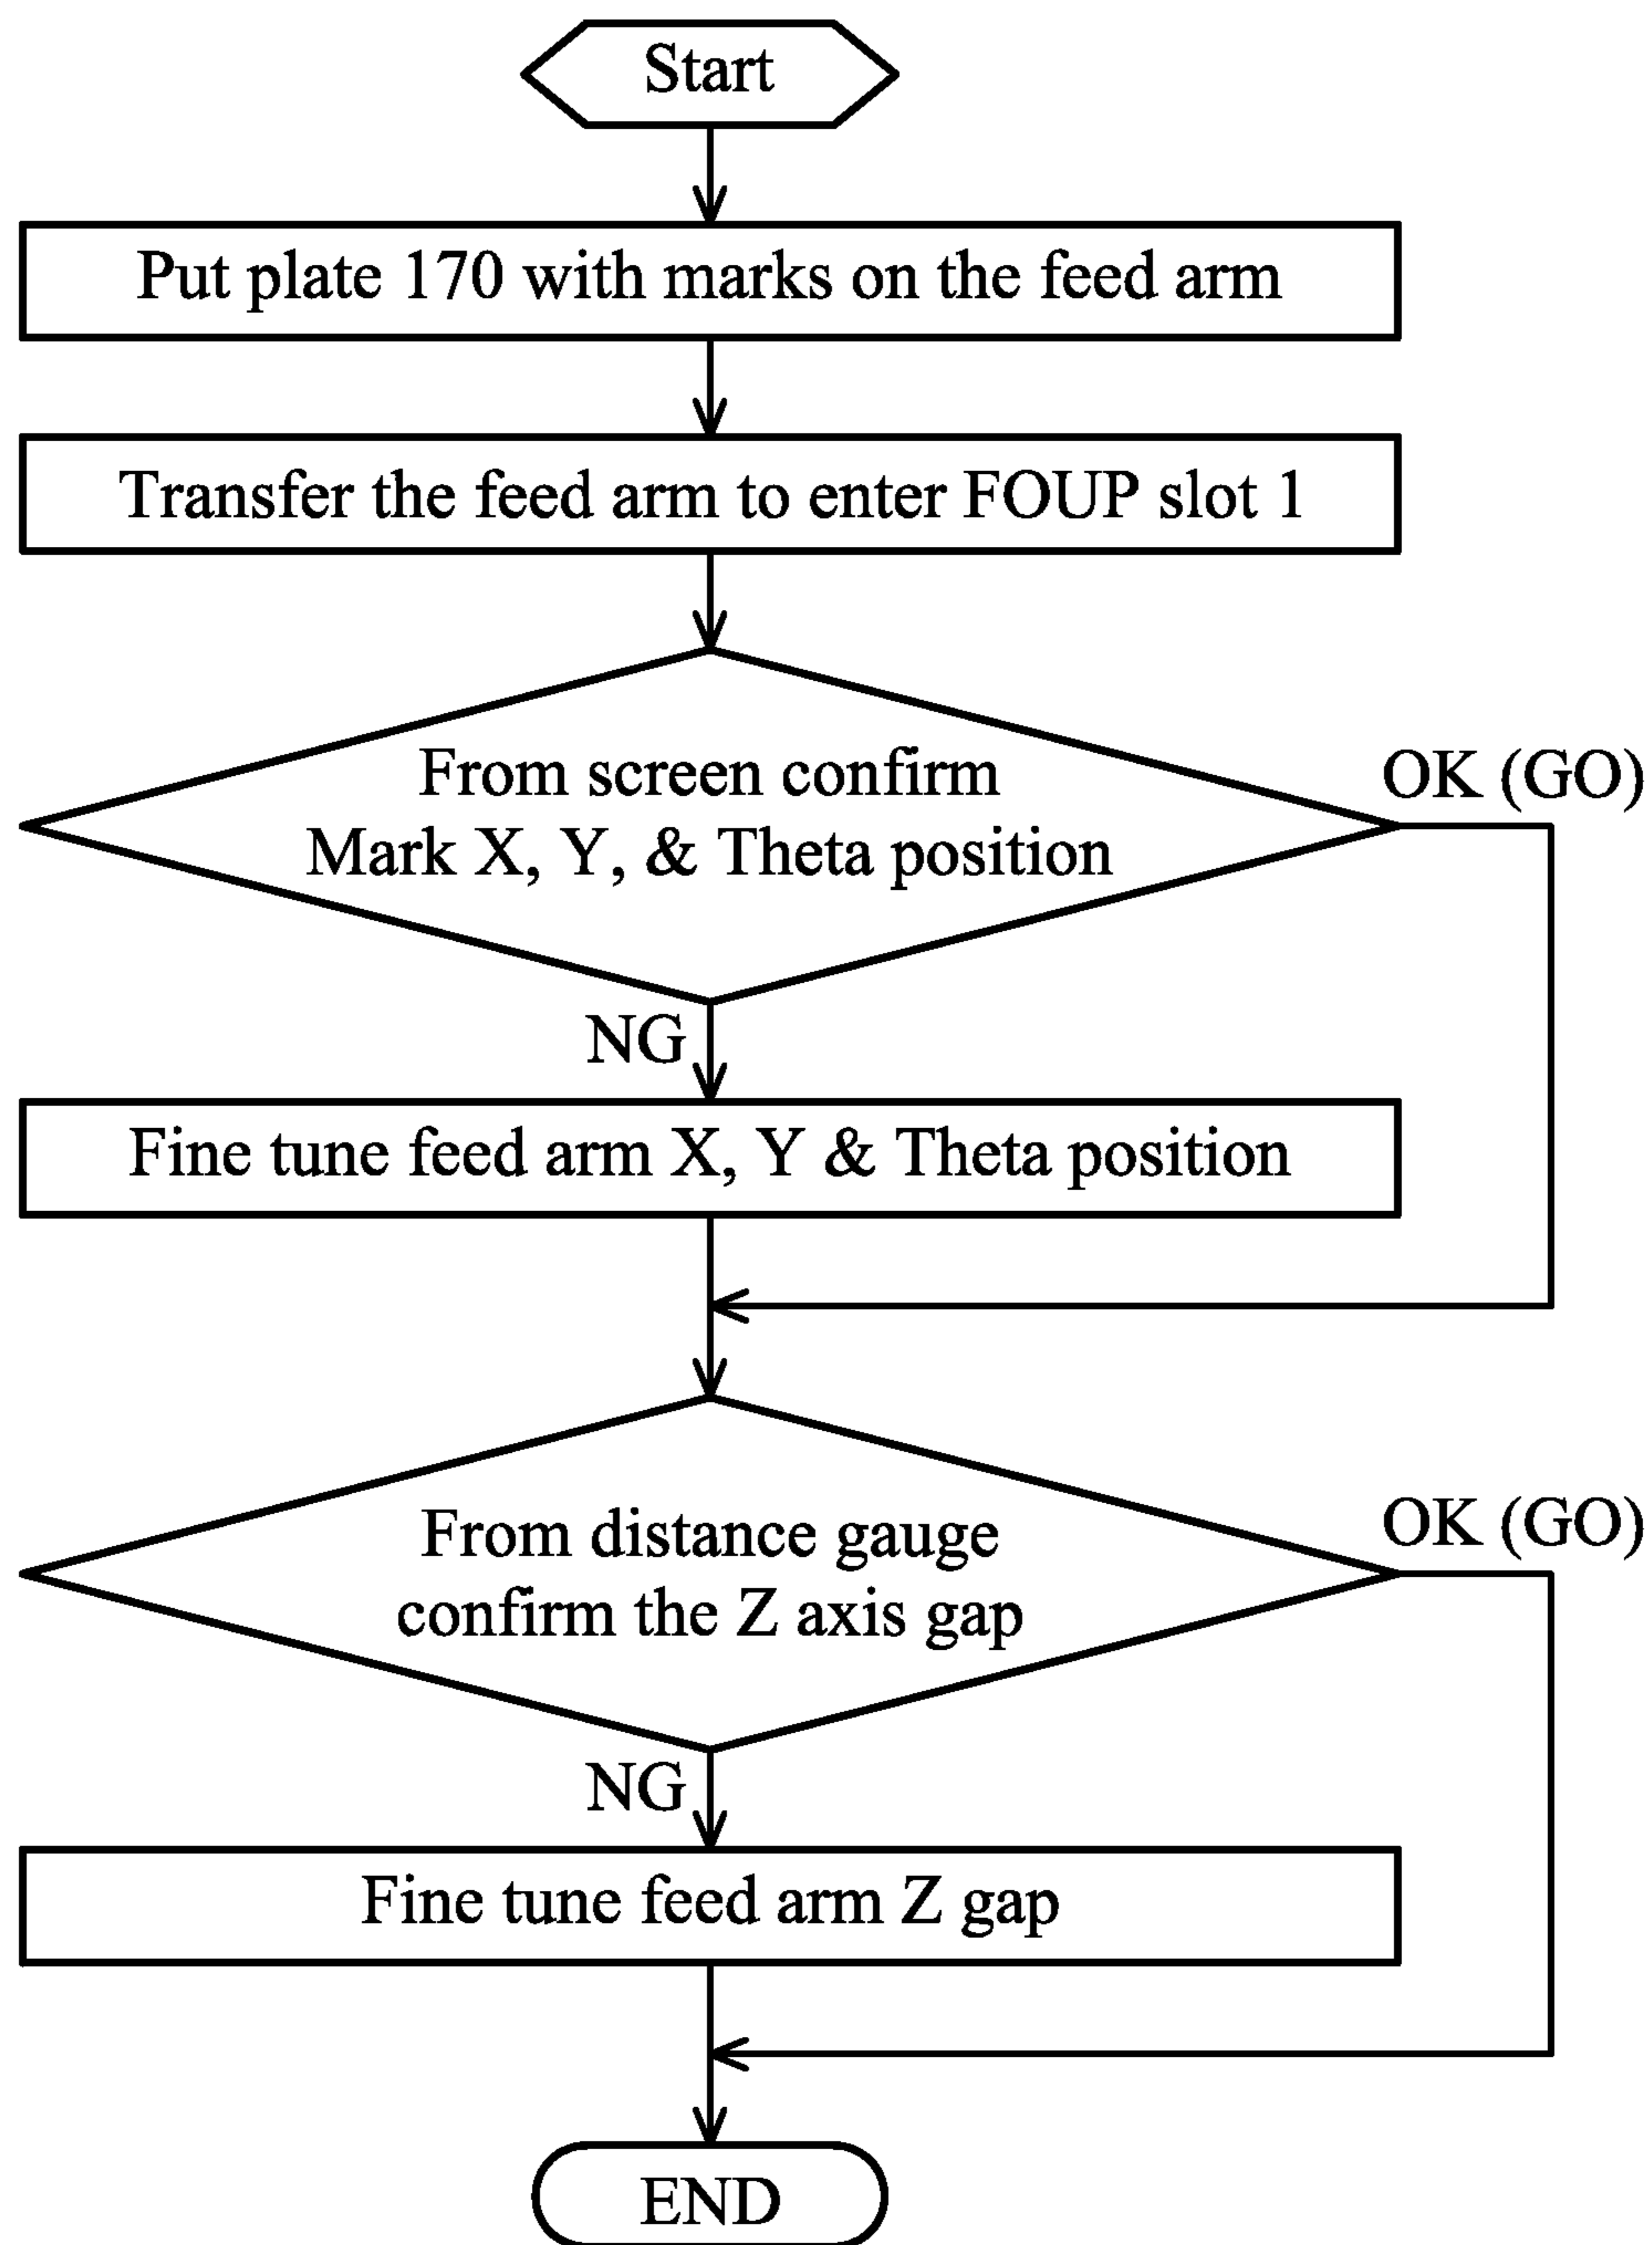 Start
Put plate 170 with marks on the feed arm
Transfer the feed arm to enter FOUP slot 1
From screen confirm
Mark X, Y, & Theta position
OK (GO)
NG
Fine tune feed arm X, Y & Theta position
From distance gauge
confirm the Z axis gap
OK (GO)
NG
Fine tune feed arm Z gap
END